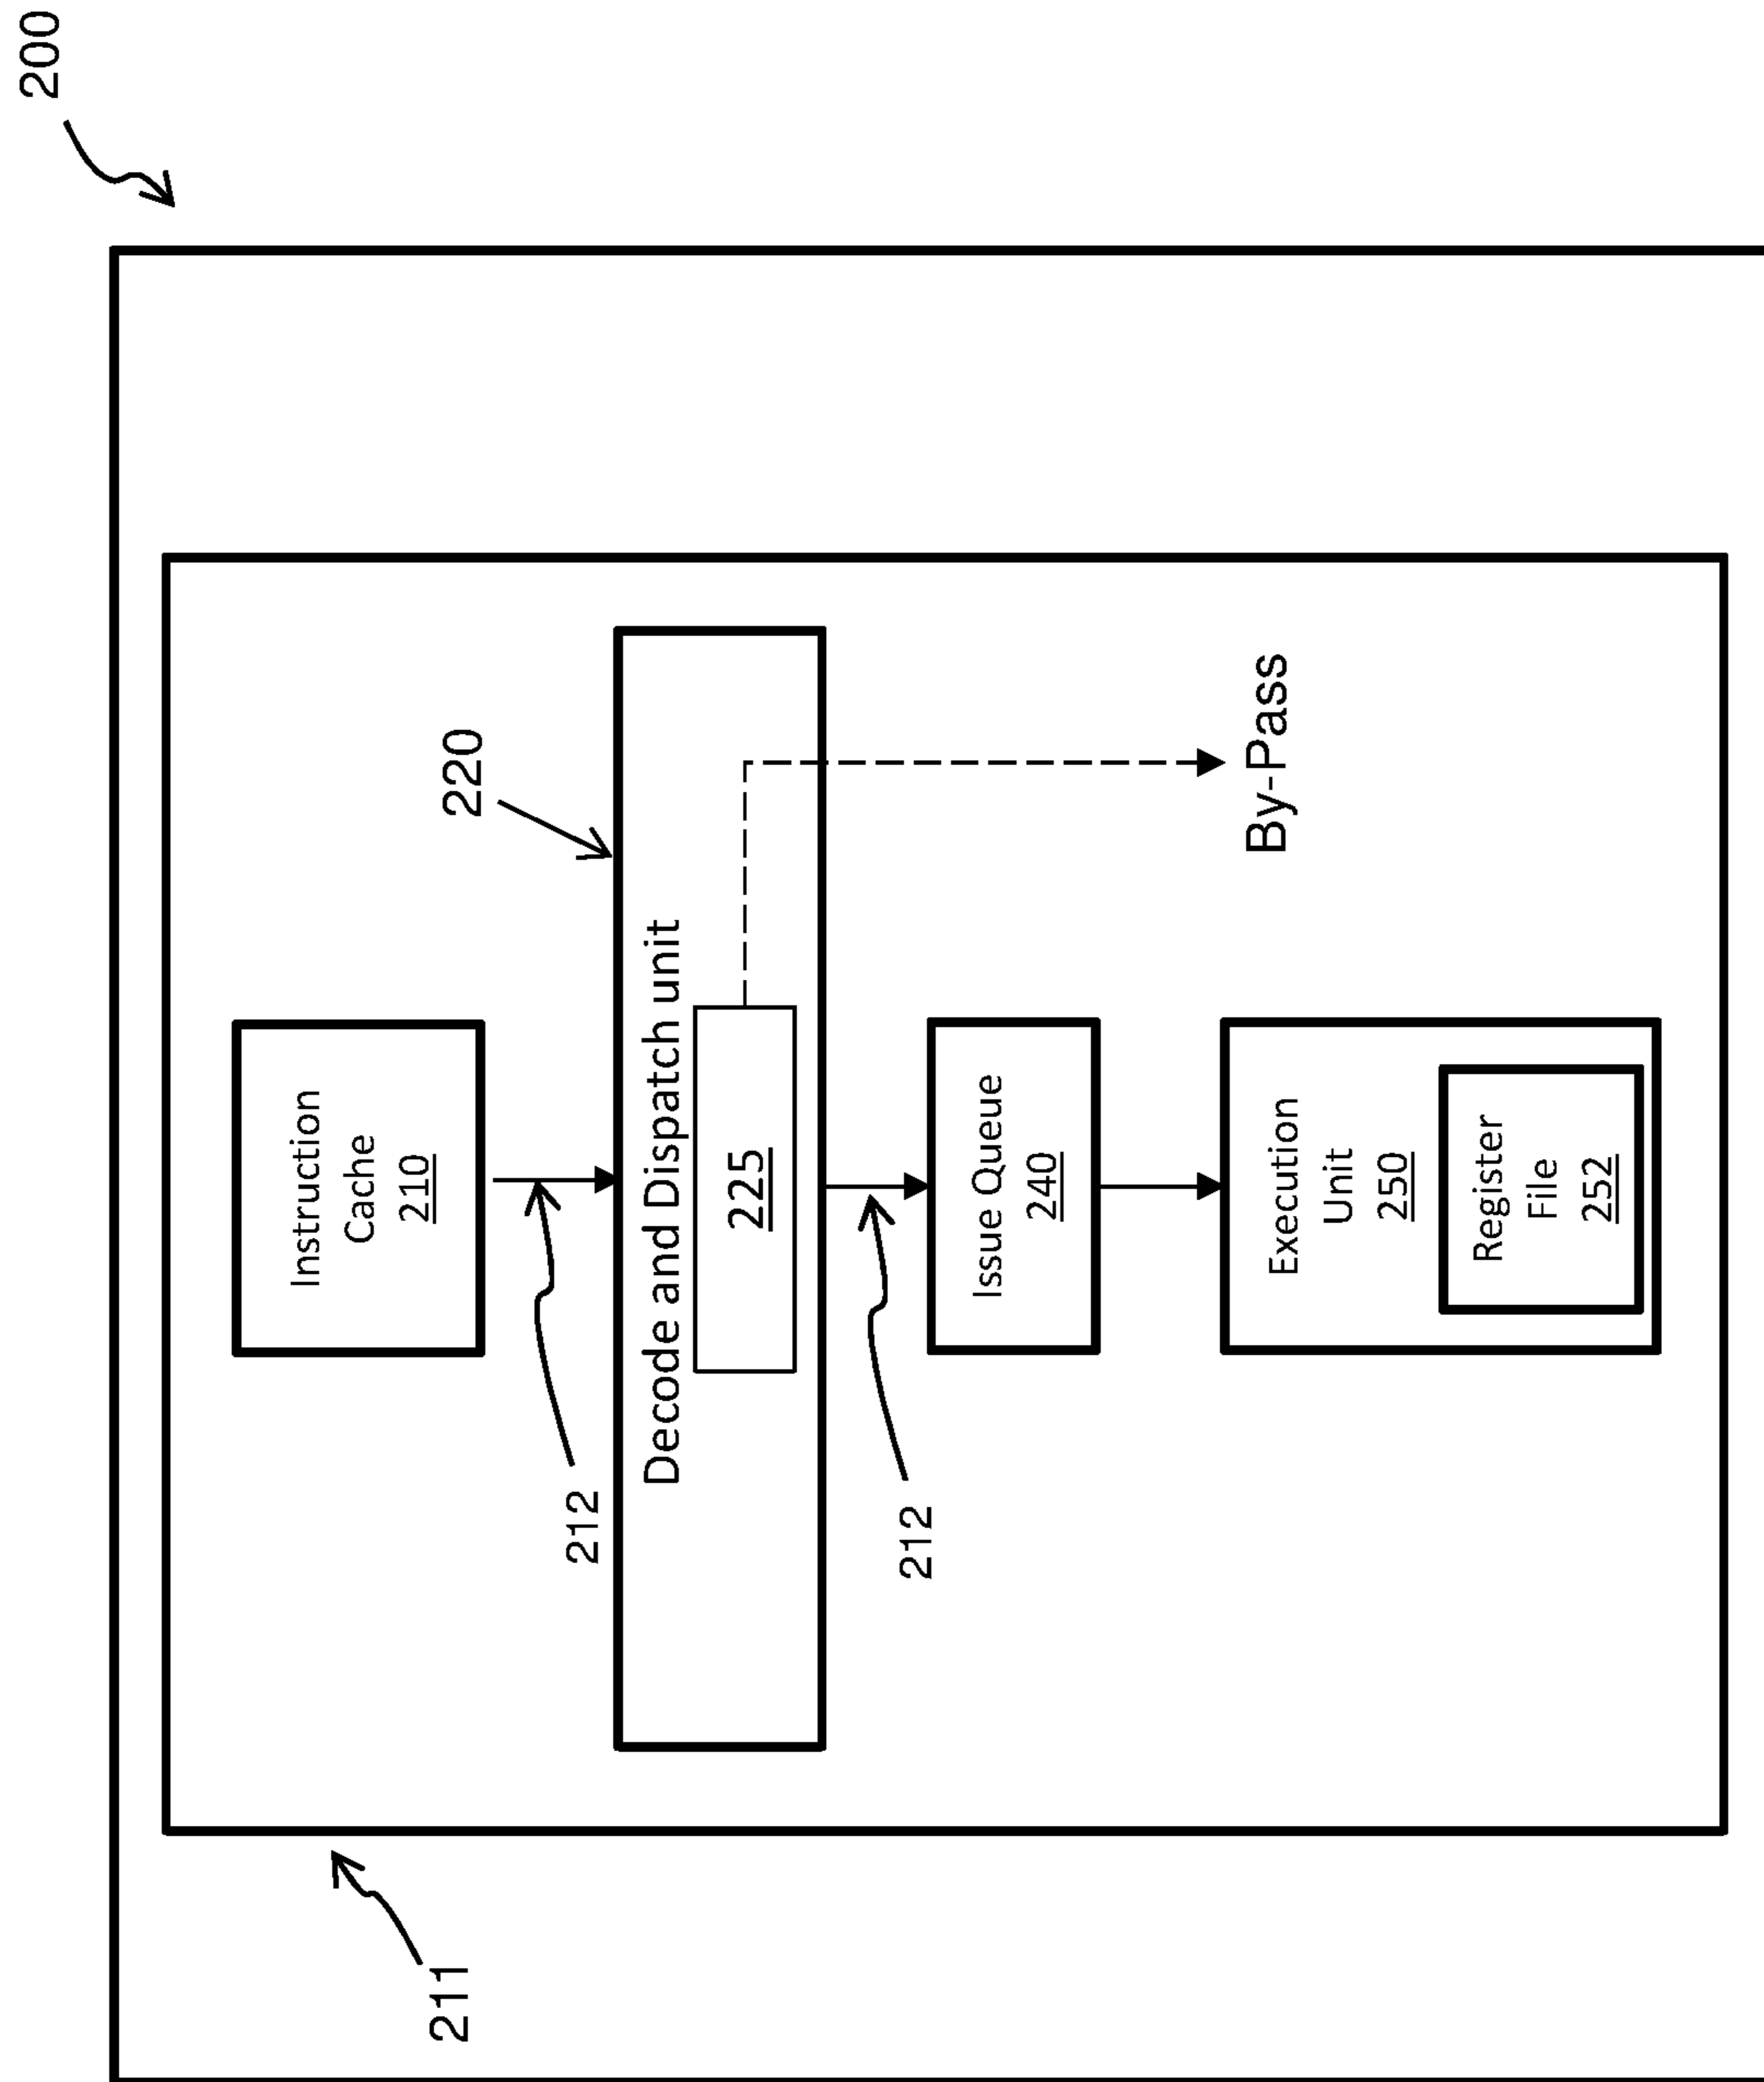 200
211
Instruction
Cache
210
212
220
Decode and Dispatch unit
225
212
Issue Queue
240
By-Pass
Execution
Unit
250
Register
File
252